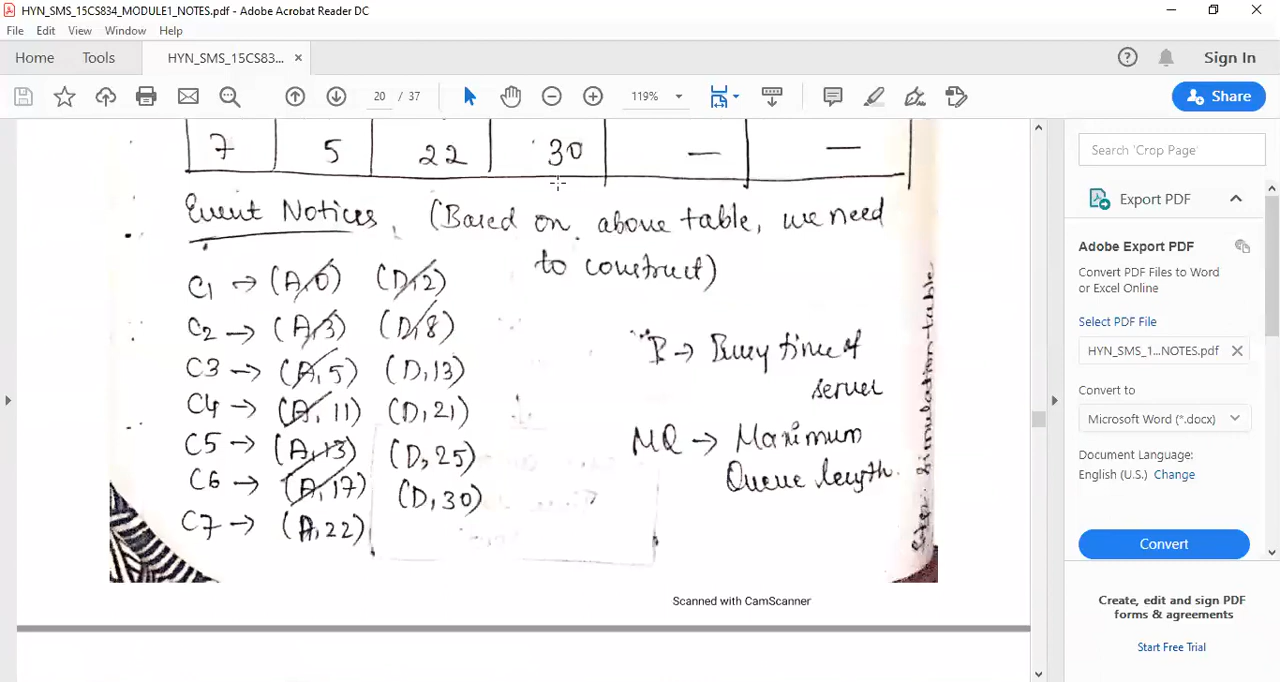 HYN_SMS_15CS834_MODULE1_NOTES.pdf - Adobe Acrobat Reader DC
File Edit View Window Help
Home Tools HYN_SMS_15CS83... × Sign In
20 / 37 119% Share
7 5 22 30 — —
Event Notices, (Based on above table, we need
to construct)
C1 → (A,0) (D,2)
C2 → (A,3) (D,8)
C3 → (A,5) (D,13)
C4 → (A,11) (D,21)
C5 → (A,13) (D,25)
C6 → (A,17) (D,30)
C7 → (A,22)
B → Busy time of
server
MQ → Maximum
Queue length.
Simulation-table
Scanned with CamScanner
Search 'Crop Page'
Export PDF
Adobe Export PDF
Convert PDF Files to Word
or Excel Online
Select PDF File
HYN_SMS_1...NOTES.pdf
Convert to
Microsoft Word (*.docx)
Document Language:
English (U.S.) Change
Convert
Create, edit and sign PDF
forms & agreements
Start Free Trial